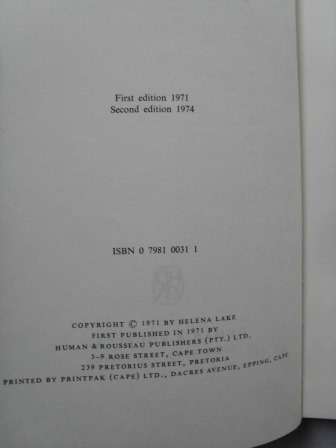 First edition 1971
Second edition 1974
ISBN 0 7981 0031 1
COPYRIGHT © 1971 BY HELENA LAKE
FIRST PUBLISHED IN 1971 BY
HUMAN & ROUSSEAU PUBLISHERS (PTY.) LTD.
3–9 ROSE STREET, CAPE TOWN
239 PRETORIUS STREET, PRETORIA
PRINTED BY PRINTPAK (CAPE) LTD., DACRES AVENUE, EPPING, CAPE